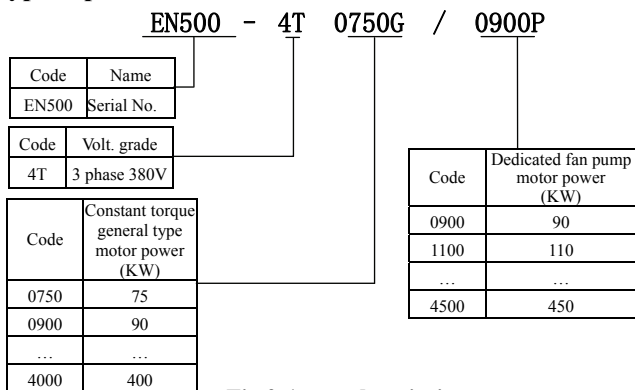 EN500 - 4T 0750G / 0900P
Code Name
EN500 Serial No.
Code Volt. grade
4T 3 phase 380V
Code Constant torque
general type
motor power
(KW)
0750 75
0900 90
… …
4000 400
Code Dedicated fan pump
motor power
(KW)
0900 90
1100 110
… …
4500 450